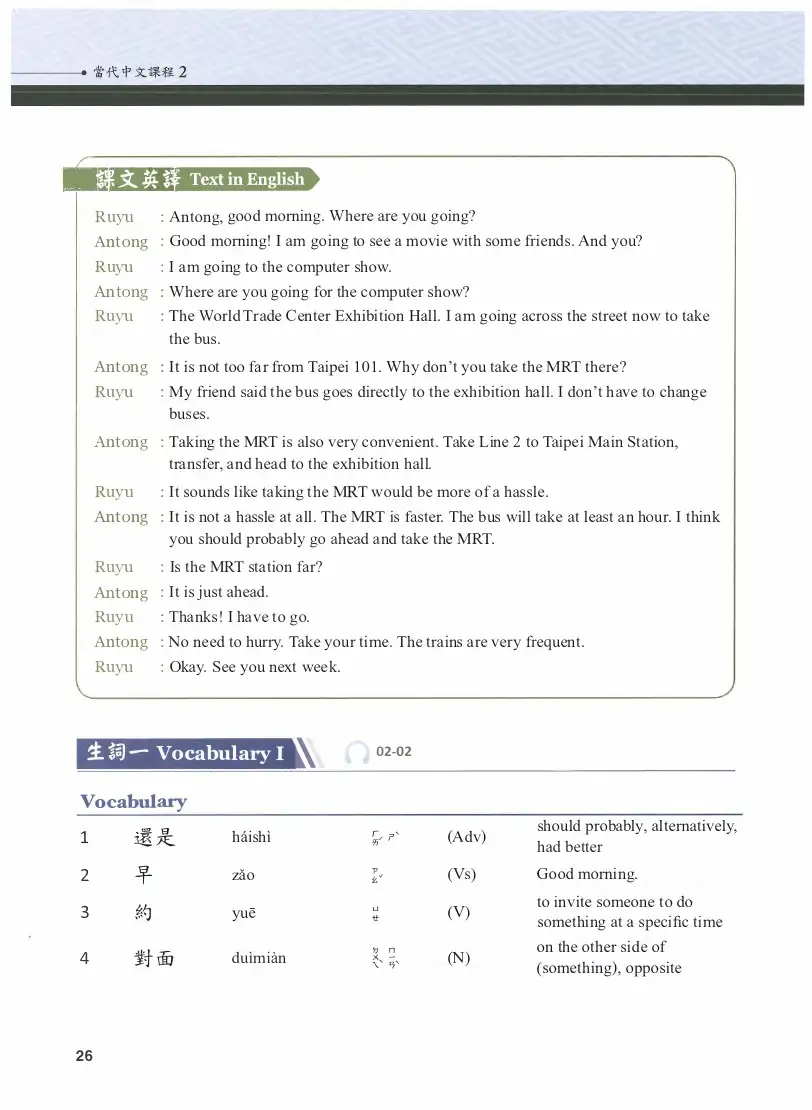 當代中文課程 2
課文英譯 Text in English
Ruyu : Antong, good morning. Where are you going?
Antong : Good morning! I am going to see a movie with some friends. And you?
Ruyu : I am going to the computer show.
Antong : Where are you going for the computer show?
Ruyu : The World Trade Center Exhibition Hall. I am going across the street now to take
the bus.
Antong : It is not too far from Taipei 101. Why don't you take the MRT there?
Ruyu : My friend said the bus goes directly to the exhibition hall. I don't have to change
buses.
Antong : Taking the MRT is also very convenient. Take Line 2 to Taipei Main Station,
transfer, and head to the exhibition hall.
Ruyu : It sounds like taking the MRT would be more of a hassle.
Antong : It is not a hassle at all. The MRT is faster. The bus will take at least an hour. I think
you should probably go ahead and take the MRT.
Ruyu : Is the MRT station far?
Antong : It is just ahead.
Ruyu : Thanks! I have to go.
Antong : No need to hurry. Take your time. The trains are very frequent.
Ruyu : Okay. See you next week.
生詞一 Vocabulary I 02-02
Vocabulary
1 還是 háishì ㄏㄞˊ ㄕˋ (Adv) should probably, alternatively,
had better
2 早 zǎo ㄗㄠˇ (Vs) Good morning.
3 約 yuē ㄩㄝ (V) to invite someone to do
something at a specific time
4 對面 duìmiàn ㄉㄨㄟˋ ㄇㄧㄢˋ (N) on the other side of
(something), opposite
26